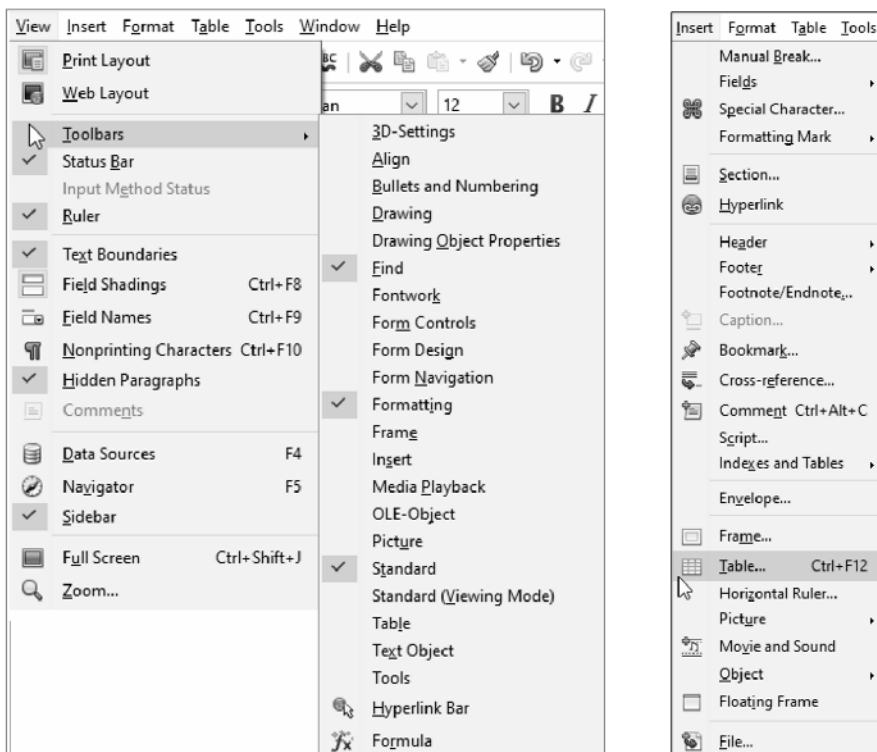 View Insert Format Table Tools Window Help
Print Layout
Web Layout
an 12 B I
Toolbars
Status Bar
Input Method Status
Ruler
Text Boundaries
Field Shadings Ctrl+F8
Field Names Ctrl+F9
Nonprinting Characters Ctrl+F10
Hidden Paragraphs
Comments
Data Sources F4
Navigator F5
Sidebar
Full Screen Ctrl+Shift+J
Zoom...
3D-Settings
Align
Bullets and Numbering
Drawing
Drawing Object Properties
Find
Fontwork
Form Controls
Form Design
Form Navigation
Formatting
Frame
Insert
Media Playback
OLE-Object
Picture
Standard
Standard (Viewing Mode)
Table
Text Object
Tools
Hyperlink Bar
Formula
Insert Format Table Tools
Manual Break...
Fields
Special Character...
Formatting Mark
Section...
Hyperlink
Header
Footer
Footnote/Endnote...
Caption...
Bookmark...
Cross-reference...
Comment Ctrl+Alt+C
Script...
Indexes and Tables
Envelope...
Frame...
Table... Ctrl+F12
Horizontal Ruler...
Picture
Movie and Sound
Object
Floating Frame
File...